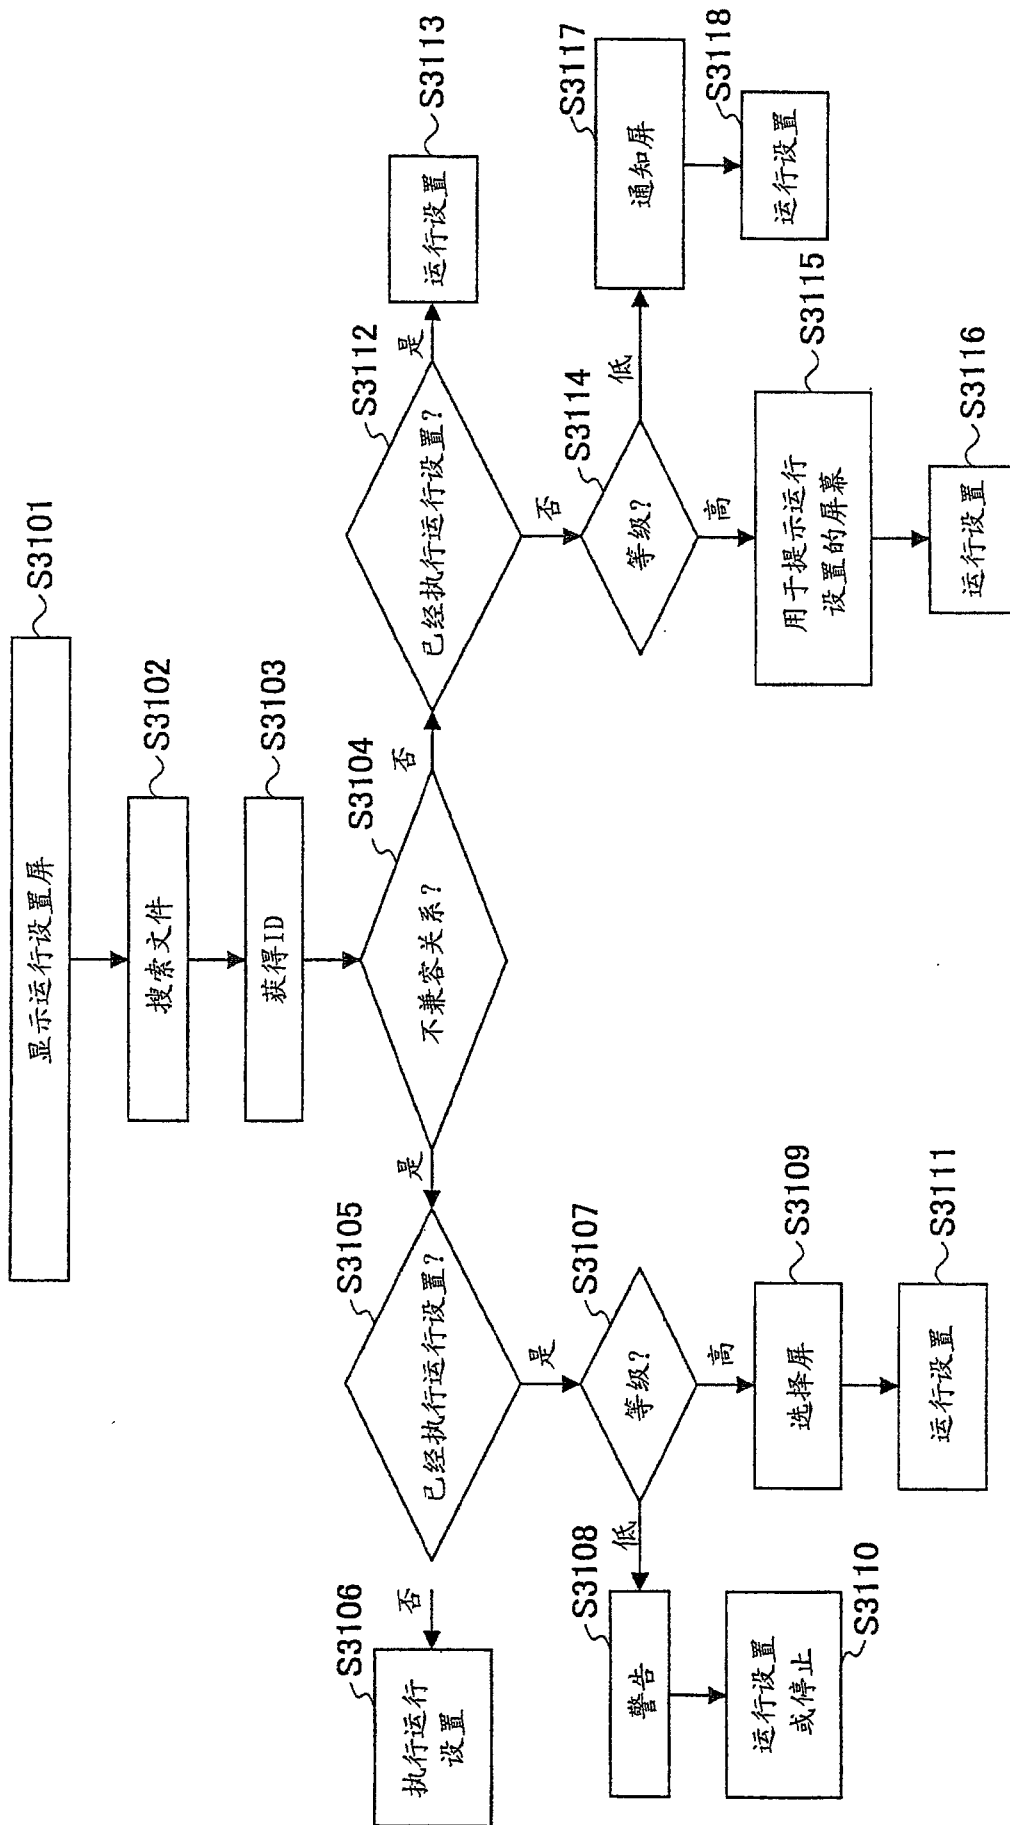 显示运行设置屏
S3101
搜索文件
S3102
获得ID
S3103
不兼容关系?
S3104
是
否
已经执行运行设置?
S3105
否
是
执行运行
设置
S3106
等级?
S3107
低
高
警告
S3108
运行设置
或停止
S3110
选择屏
S3109
运行设置
S3111
已经执行运行设置?
S3112
是
否
运行设置
S3113
等级?
S3114
高
低
用于提示运行
设置的屏幕
S3115
运行设置
S3116
通知屏
S3117
运行设置
S3118